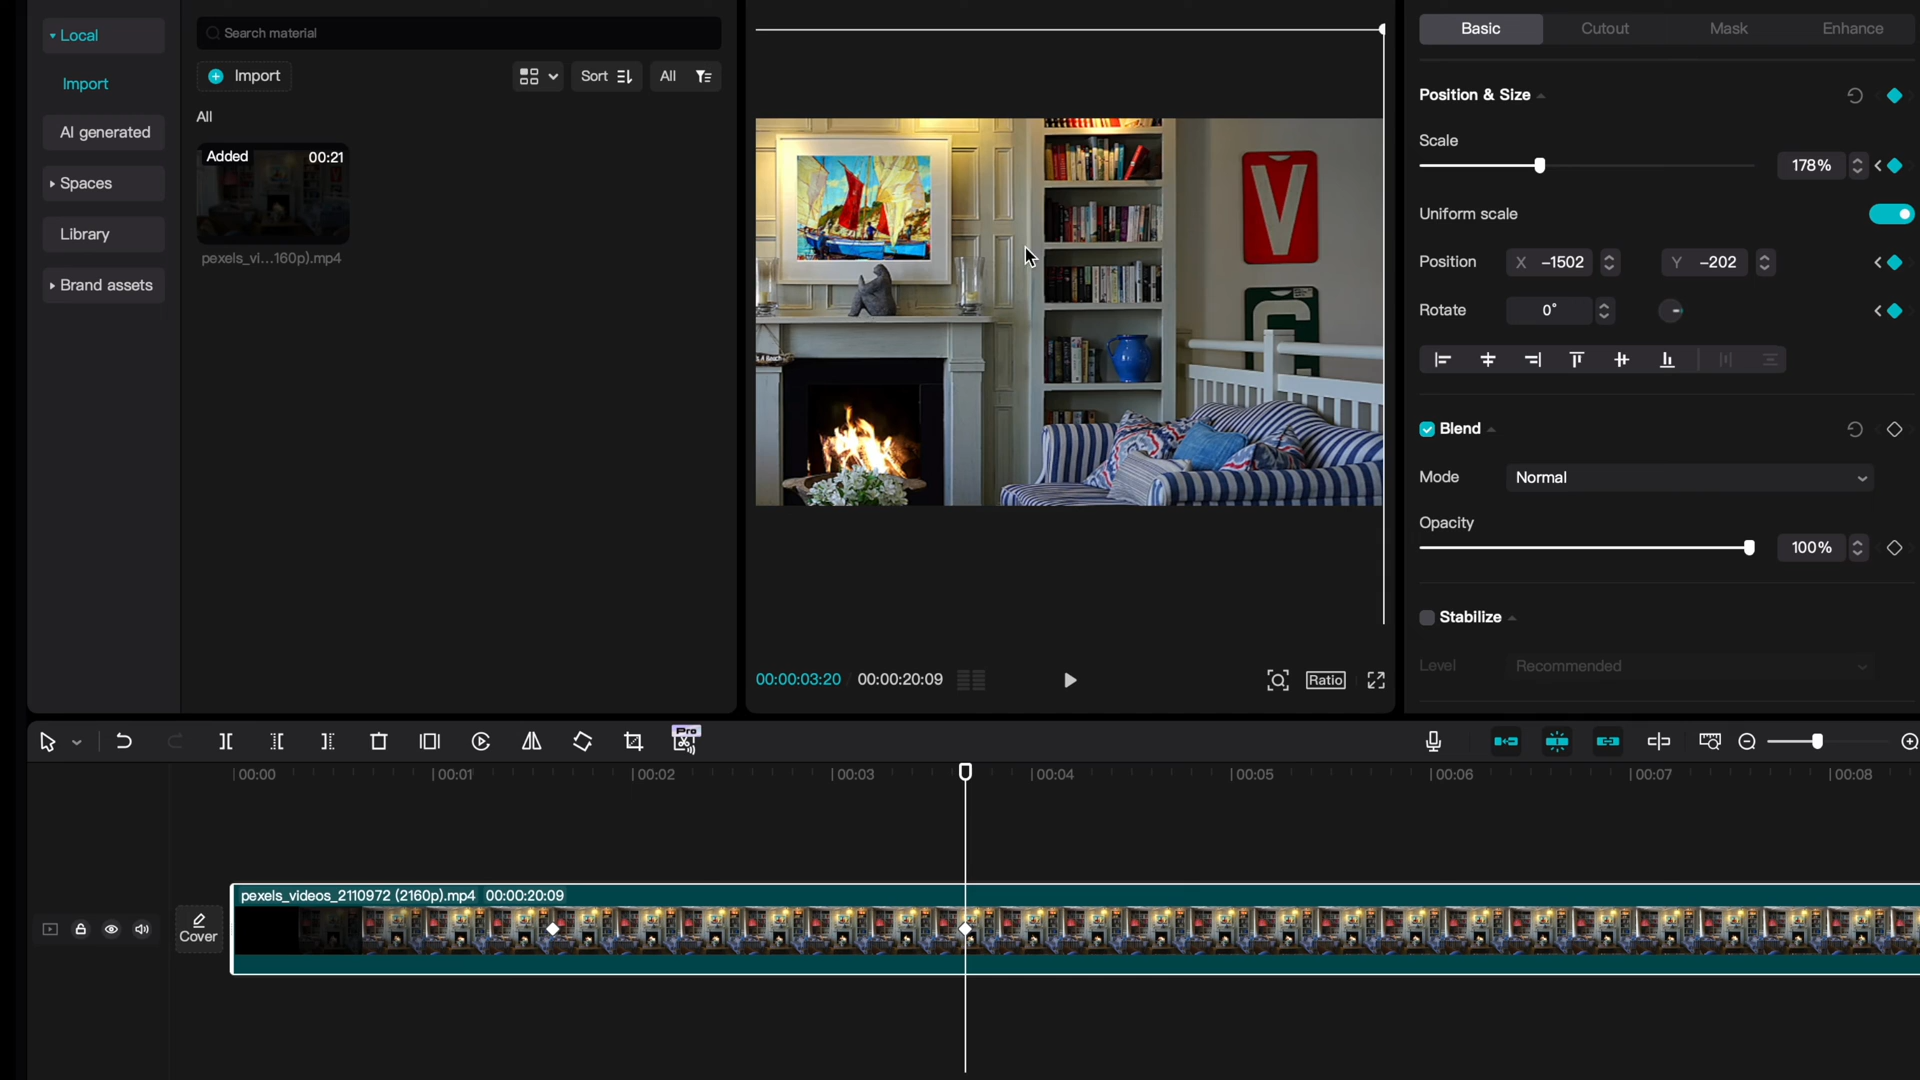 Local
Import
AI generated
Spaces
Library
Brand assets
Search material
Import
Sort
All
All
Added 00:21
pexels_vi...160p).mp4
V
00:00:03:20 / 00:00:20:09
Ratio
Basic
Cutout
Mask
Enhance
Position & Size
Scale
178%
Uniform scale
Position X -1502 Y -202
Rotate 0°
Blend
Mode Normal
Opacity
100%
Stabilize
Level Recommended
Pro
00:00 00:01 00:02 00:03 00:04 00:05 00:06 00:07 00:08
pexels_videos_2110972 (2160p).mp4 00:00:20:09
Cover